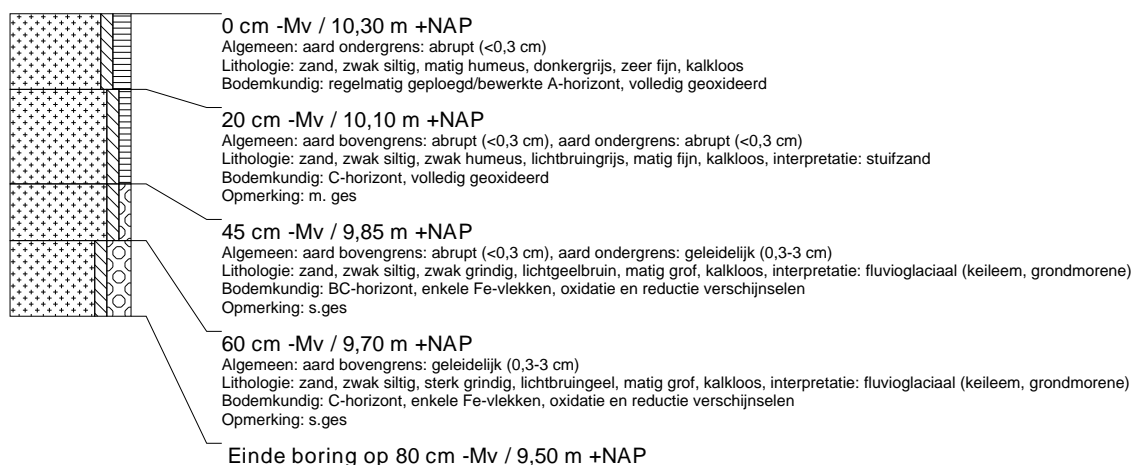 0 cm -Mv / 10,30 m +NAP
Algemeen: aard ondergrens: abrupt (<0,3 cm)
Lithologie: zand, zwak siltig, matig humeus, donkergrijs, zeer fijn, kalkloos
Bodemkundig: regelmatig geploegd/bewerkte A-horizont, volledig geoxideerd
20 cm -Mv / 10,10 m +NAP
Algemeen: aard bovengrens: abrupt (<0,3 cm), aard ondergrens: abrupt (<0,3 cm)
Lithologie: zand, zwak siltig, zwak humeus, lichtbruingrijs, matig fijn, kalkloos, interpretatie: stuifzand
Bodemkundig: C-horizont, volledig geoxideerd
Opmerking: m. ges
45 cm -Mv / 9,85 m +NAP
Algemeen: aard bovengrens: abrupt (<0,3 cm), aard ondergrens: geleidelijk (0,3-3 cm)
Lithologie: zand, zwak siltig, zwak grindig, lichtgeelbruin, matig grof, kalkloos, interpretatie: fluvioglaciaal (keileem, grondmorene)
Bodemkundig: BC-horizont, enkele Fe-vlekken, oxidatie en reductie verschijnselen
Opmerking: s.ges
60 cm -Mv / 9,70 m +NAP
Algemeen: aard bovengrens: geleidelijk (0,3-3 cm)
Lithologie: zand, zwak siltig, sterk grindig, lichtbruingeel, matig grof, kalkloos, interpretatie: fluvioglaciaal (keileem, grondmorene)
Bodemkundig: C-horizont, enkele Fe-vlekken, oxidatie en reductie verschijnselen
Opmerking: s.ges
Einde boring op 80 cm -Mv / 9,50 m +NAP